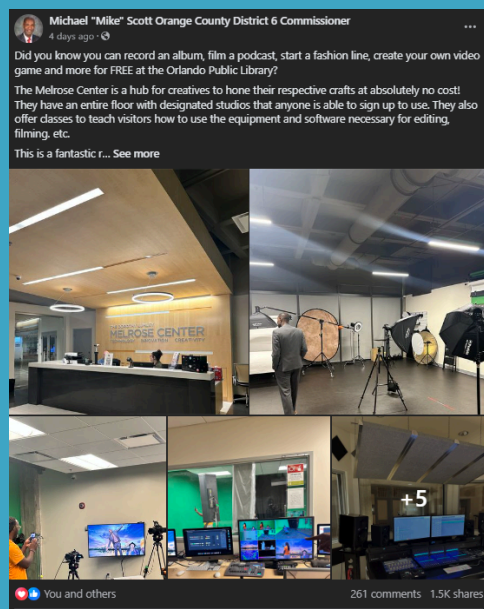 Michael "Mike" Scott Orange County District 6 Commissioner
4 days ago ·
Did you know you can record an album, film a podcast, start a fashion line, create your own video
game and more for FREE at the Orlando Public Library?
The Melrose Center is a hub for creatives to hone their respective crafts at absolutely no cost!
They have an entire floor with designated studios that anyone is able to sign up to use. They also
offer classes to teach visitors how to use the equipment and software necessary for editing,
filming. etc.
This is a fantastic r... See more
MELROSE CENTER
TECHNOLOGY INNOVATION CREATIVITY
+5
You and others
261 comments 1.5K shares